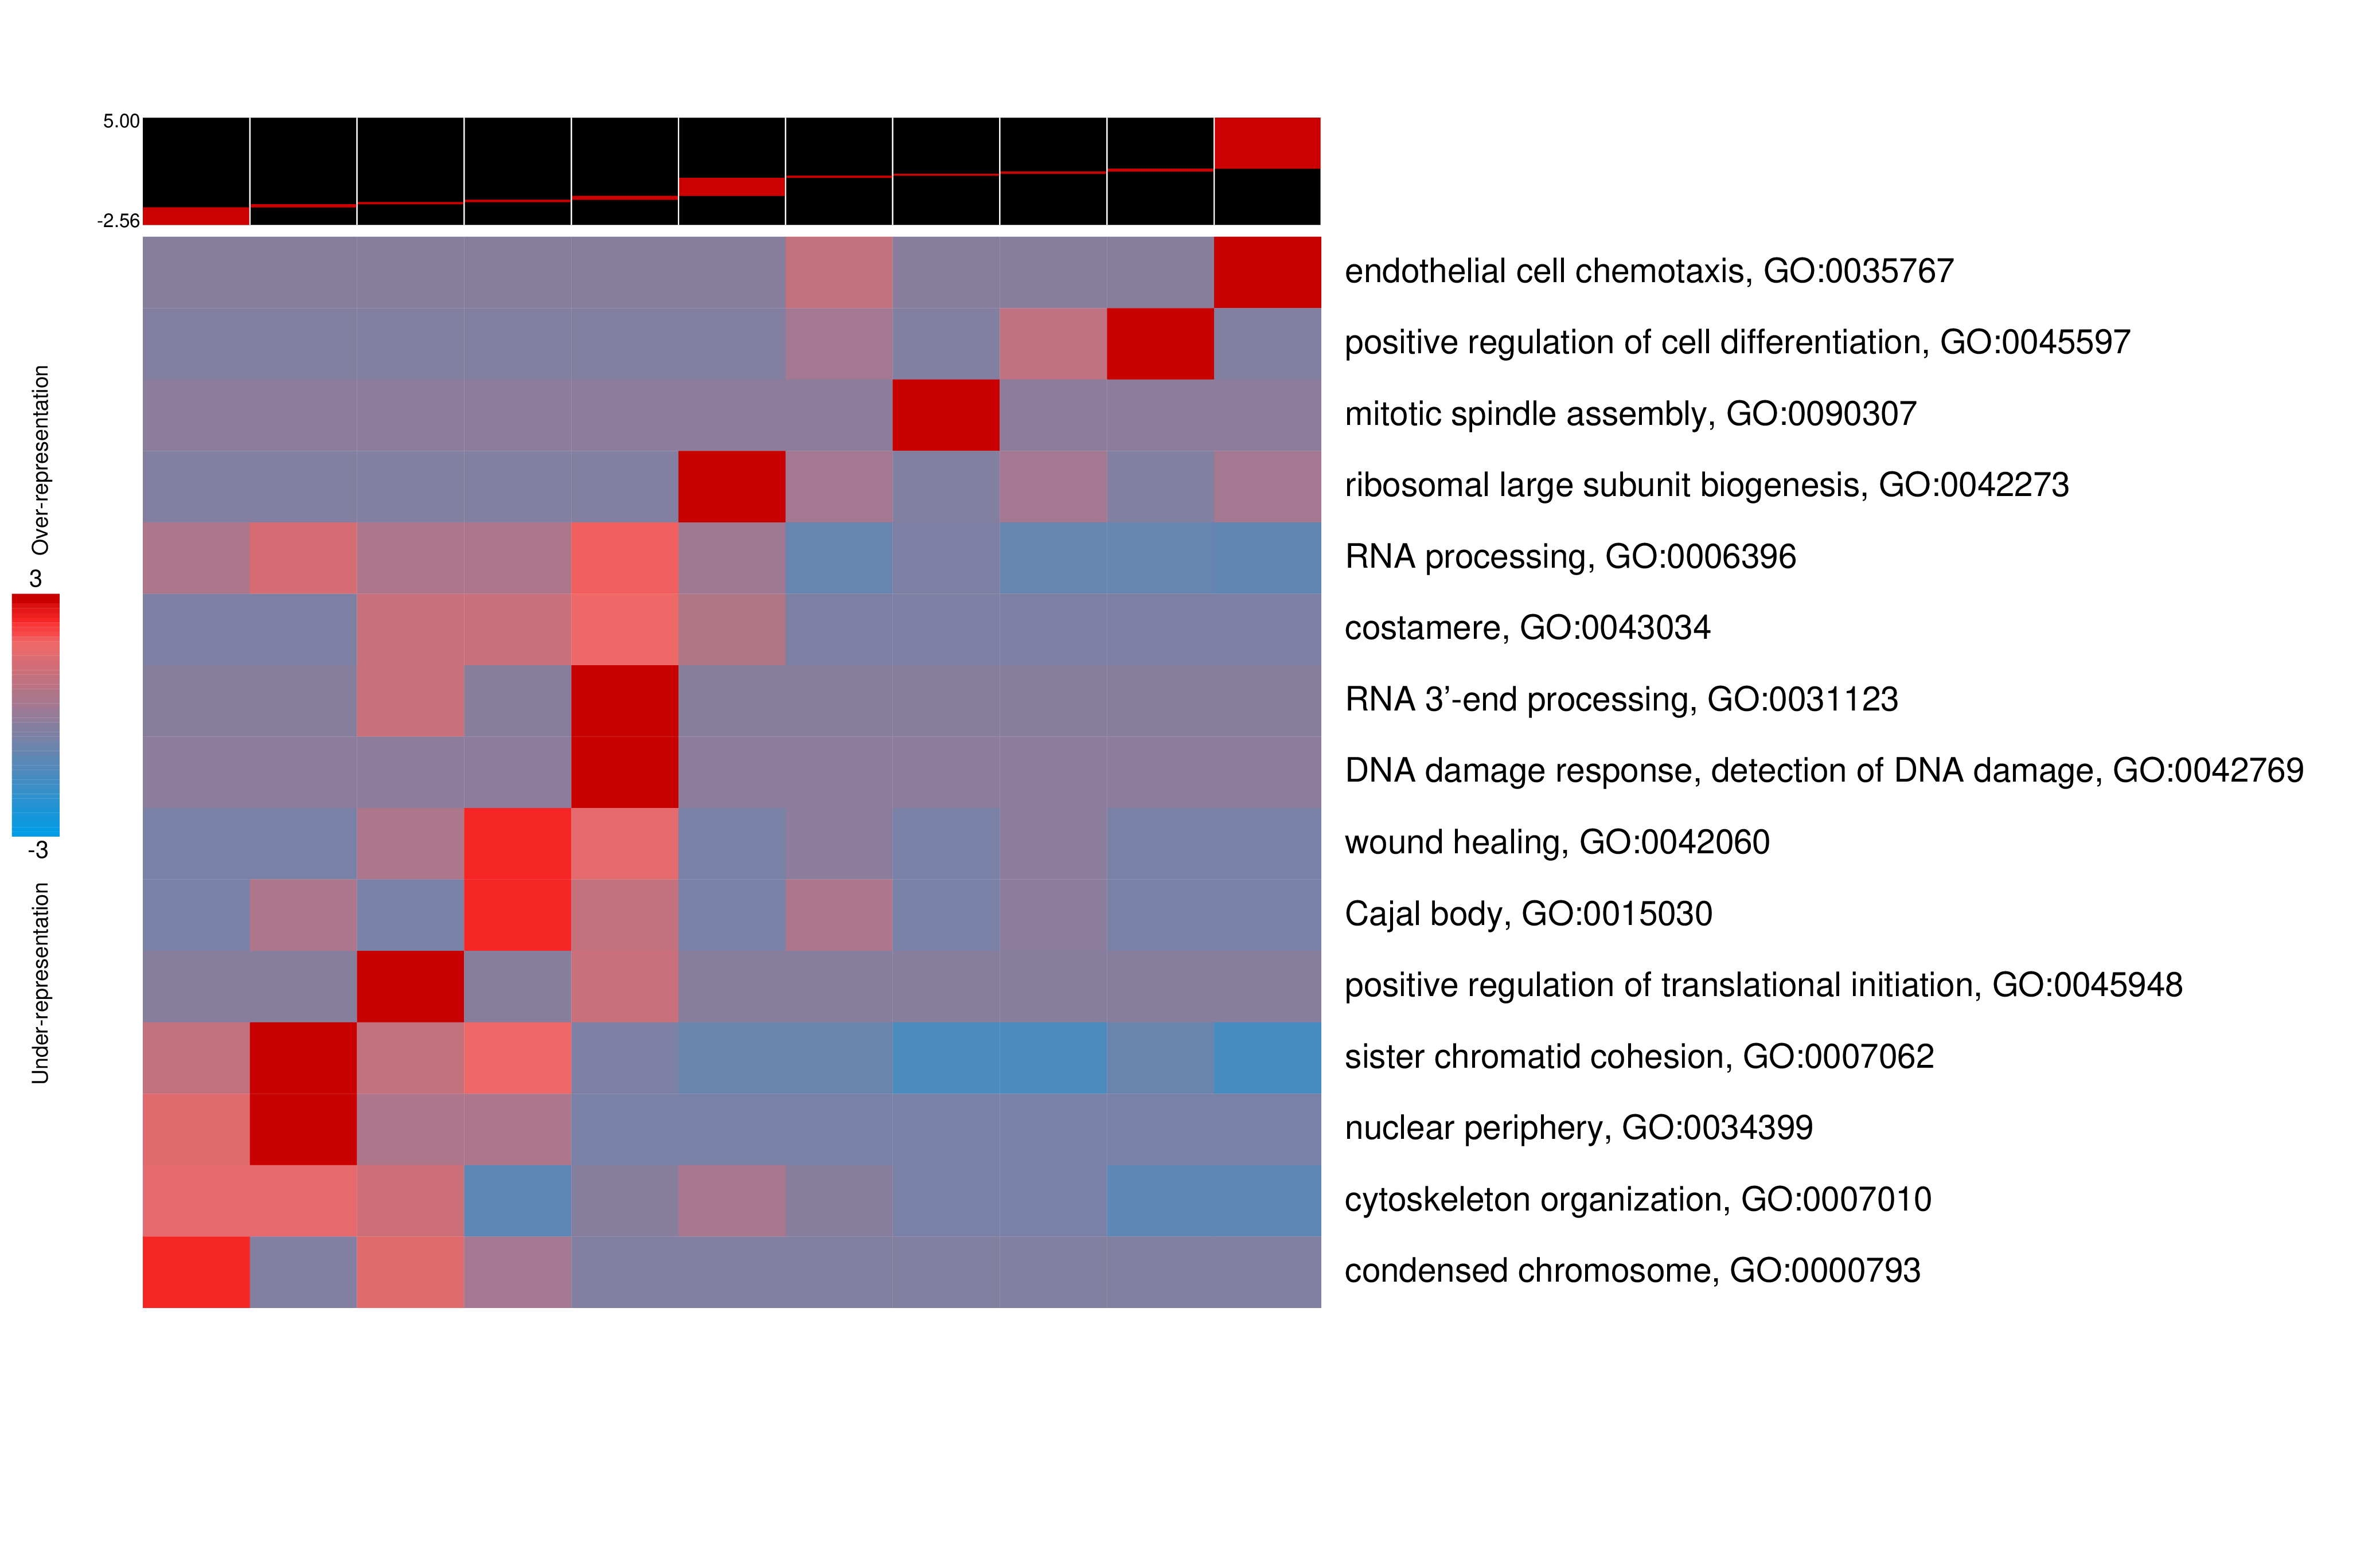 5.00
-2.56
endothelial cell chemotaxis, GO:0035767
positive regulation of cell differentiation, GO:0045597
mitotic spindle assembly, GO:0090307
ribosomal large subunit biogenesis, GO:0042273
RNA processing, GO:0006396
costamere, GO:0043034
RNA 3’-end processing, GO:0031123
DNA damage response, detection of DNA damage, GO:0042769
wound healing, GO:0042060
Cajal body, GO:0015030
positive regulation of translational initiation, GO:0045948
sister chromatid cohesion, GO:0007062
nuclear periphery, GO:0034399
cytoskeleton organization, GO:0007010
condensed chromosome, GO:0000793
Over-representation
3
-3
Under-representation